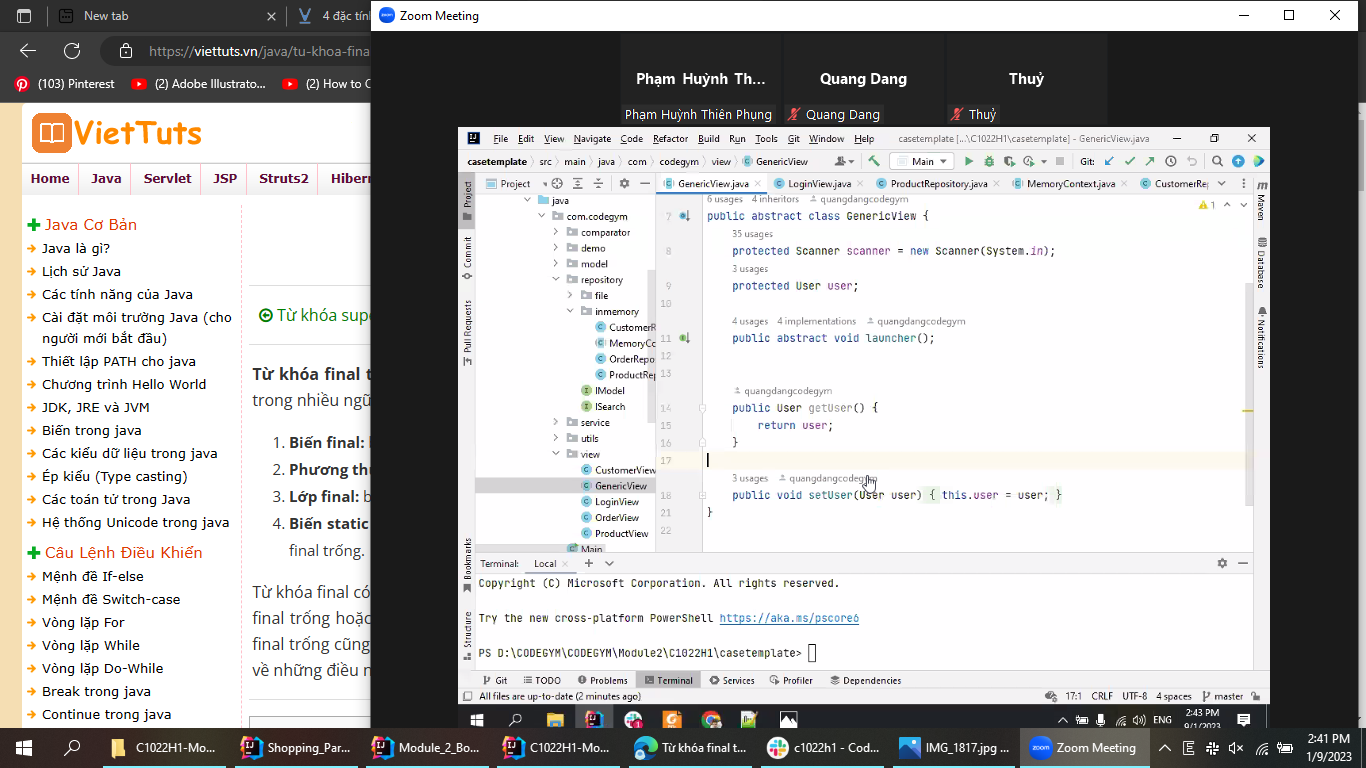 New tab
4 đặc tín
https://viettuts.vn/java/tu-khoa-fina
(103) Pinterest
(2) Adobe Illustrato...
(2) How to C
VietTuts
Home
Java
Servlet
JSP
Struts2
Hibern
Java Cơ Bản
Java là gì?
Lịch sử Java
Các tính năng của Java
Cài đặt môi trường Java (cho
người mới bắt đầu)
Thiết lập PATH cho java
Chương trình Hello World
JDK, JRE và JVM
Biến trong java
Các kiểu dữ liệu trong java
Ép kiểu (Type casting)
Các toán tử trong Java
Hệ thống Unicode trong java
Câu Lệnh Điều Khiển
Mệnh đề If-else
Mệnh đề Switch-case
Vòng lặp For
Vòng lặp While
Vòng lặp Do-While
Break trong java
Continue trong java
Từ khóa supe
Từ khóa final t
trong nhiều ngũ
1. Biến final:
2. Phương thú
3. Lớp final: b
4. Biến static
final trống.
Từ khóa final có
final trống hoặc
final trống cũng
về những điều n
zoom Zoom Meeting
Phạm Huỳnh Th...
Quang Dang
Thuỷ
Phạm Huỳnh Thiên Phụng
Quang Dang
Thuỷ
File Edit View Navigate Code Refactor Build Run Tools Git Window Help
casetemplate [...\C1022H1\casetemplate] - GenericView.java
casetemplate
src
main
java
com
codegym
view
GenericView
Main
Git:
Project
GenericView.java
LoginView.java
ProductRepository.java
MemoryContext.java
CustomerRe
java
com.codegym
comparator
demo
model
repository
file
inmemory
CustomerR
MemoryCo
OrderRepo
ProductRep
IModel
ISearch
service
utils
view
CustomerView
GenericView
LoginView
OrderView
ProductView
Main
Project
Commit
Pull Requests
Bookmarks
Structure
6 usages 4 inheritors quangdangcodegym
7 public abstract class GenericView {
35 usages
8 protected Scanner scanner = new Scanner(System.in);
3 usages
9 protected User user;
10
4 usages 4 implementations quangdangcodegym
11 public abstract void launcher();
12
13
quangdangcodegym
14 public User getUser() {
15 return user;
16 }
17
3 usages quangdangcodegym
18 public void setUser(User user) { this.user = user; }
21 }
22
1
Maven
Database
Notifications
Terminal: Local
Copyright (C) Microsoft Corporation. All rights reserved.
Try the new cross-platform PowerShell https://aka.ms/pscore6
PS D:\CODEGYM\CODEGYM\Module2\C1022H1\casetemplate>
Git
TODO
Problems
Terminal
Services
Profiler
Dependencies
All files are up-to-date (2 minutes ago)
17:1 CRLF UTF-8 4 spaces master
ENG
2:43 PM
9/1/2023
C1022H1-Mo...
Shopping_Par...
Module_2_Bo...
C1022H1-Mo...
Từ khóa final t...
c1022h1 - Cod...
IMG_1817.jpg ...
zoom Zoom Meeting
2:41 PM
1/9/2023